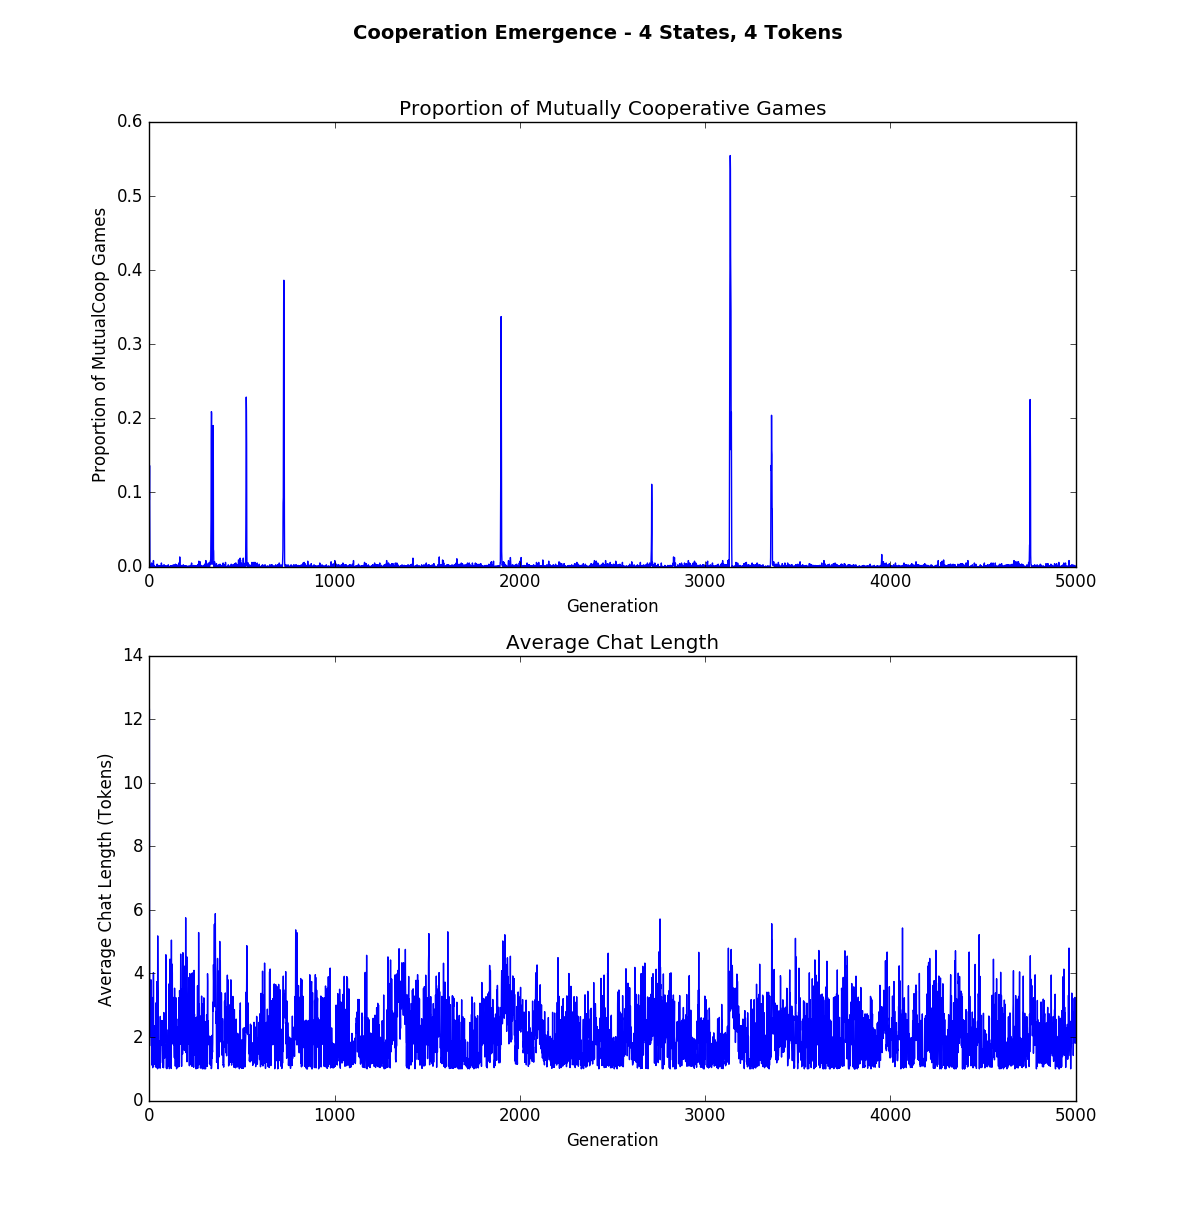 Cooperation Emergence - 4 States, 4 Tokens
Proportion of Mutually Cooperative Games
0.6
0.5
0.4
0.3
0.2
0.1
0.0
Proportion of MutualCoop Games
0 1000 2000 3000 4000 5000
Generation
Average Chat Length
14
12
10
8
6
4
2
0
Average Chat Length (Tokens)
0 1000 2000 3000 4000 5000
Generation